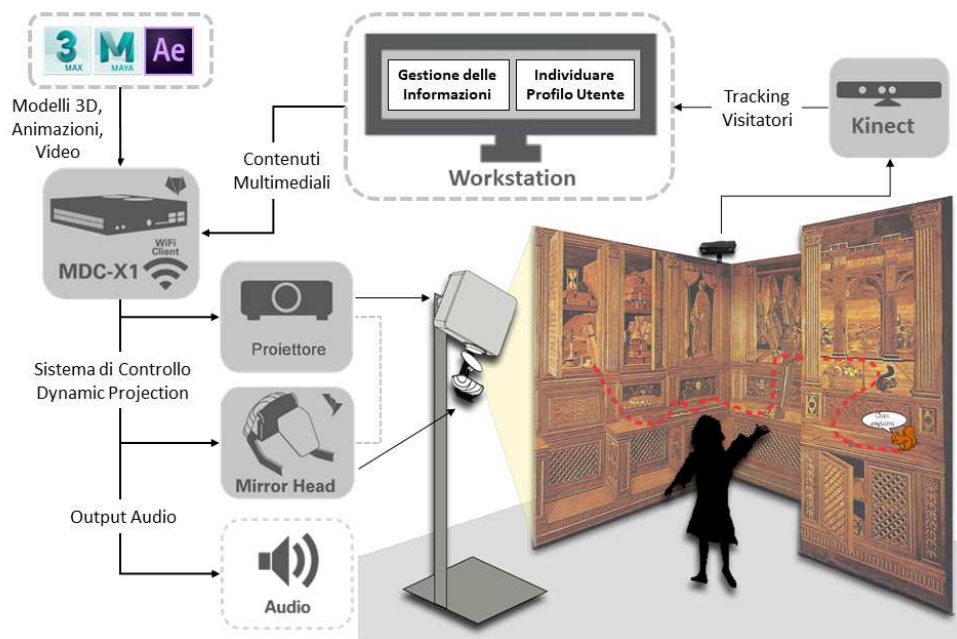 3
MAX
M
MAYA
Ae
Modelli 3D,
Animazioni,
Video
Gestione delle
Informazioni
Individuare
Profilo Utente
Workstation
Tracking
Visitatori
Kinect
Contenuti
Multimediali
WiFi
Client
MDC-X1
Proiettore
Sistema di Controllo
Dynamic Projection
Mirror Head
Output Audio
Audio
Ciao,